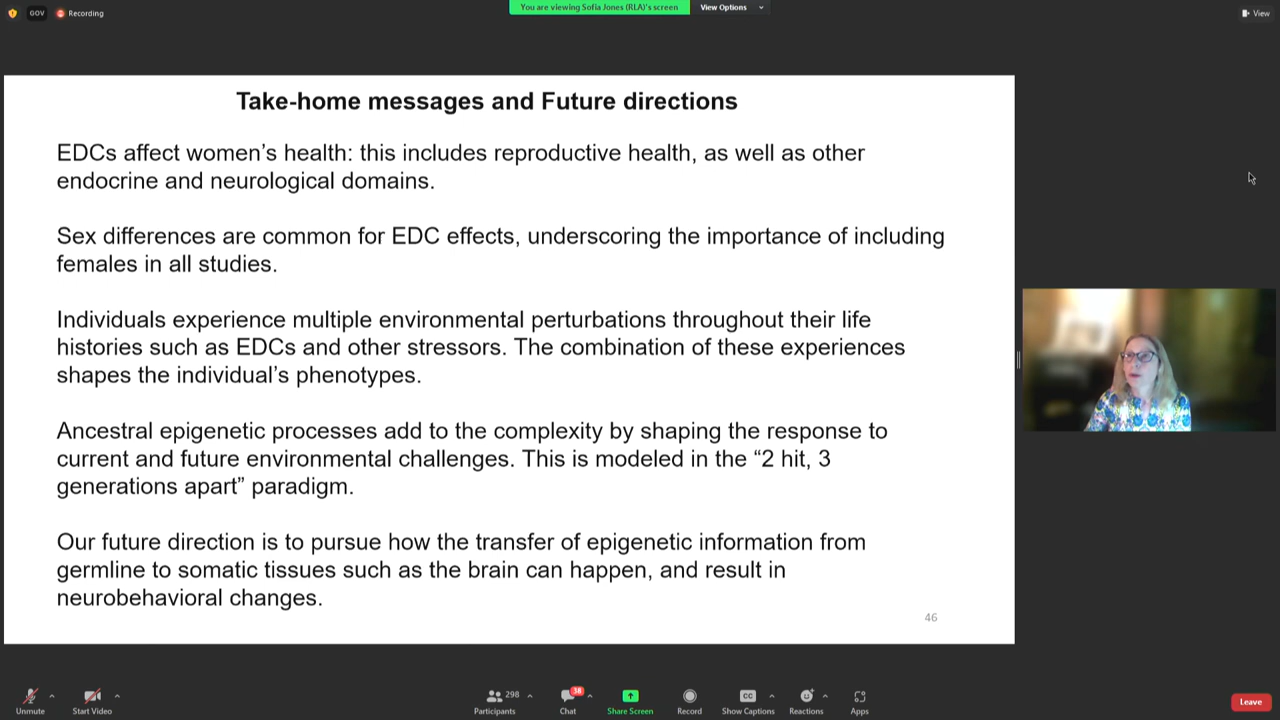 GOV
Recording
You are viewing Sofia Jones (RLA)'s screen
View Options
View
Take-home messages and Future directions
EDCs affect women's health: this includes reproductive health, as well as other
endocrine and neurological domains.
Sex differences are common for EDC effects, underscoring the importance of including
females in all studies.
Individuals experience multiple environmental perturbations throughout their life
histories such as EDCs and other stressors. The combination of these experiences
shapes the individual's phenotypes.
Ancestral epigenetic processes add to the complexity by shaping the response to
current and future environmental challenges. This is modeled in the “2 hit, 3
generations apart” paradigm.
Our future direction is to pursue how the transfer of epigenetic information from
germline to somatic tissues such as the brain can happen, and result in
neurobehavioral changes.
46
Unmute
Start Video
298
Participants
38
Chat
Share Screen
Record
CC
Show Captions
Reactions
Apps
Leave